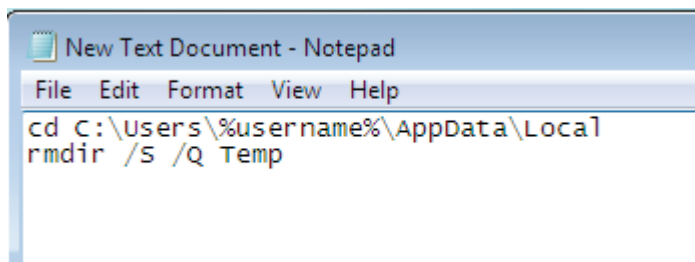 New Text Document - Notepad
File Edit Format View Help
cd C:\Users\%username%\AppData\Local
rmdir /S /Q Temp